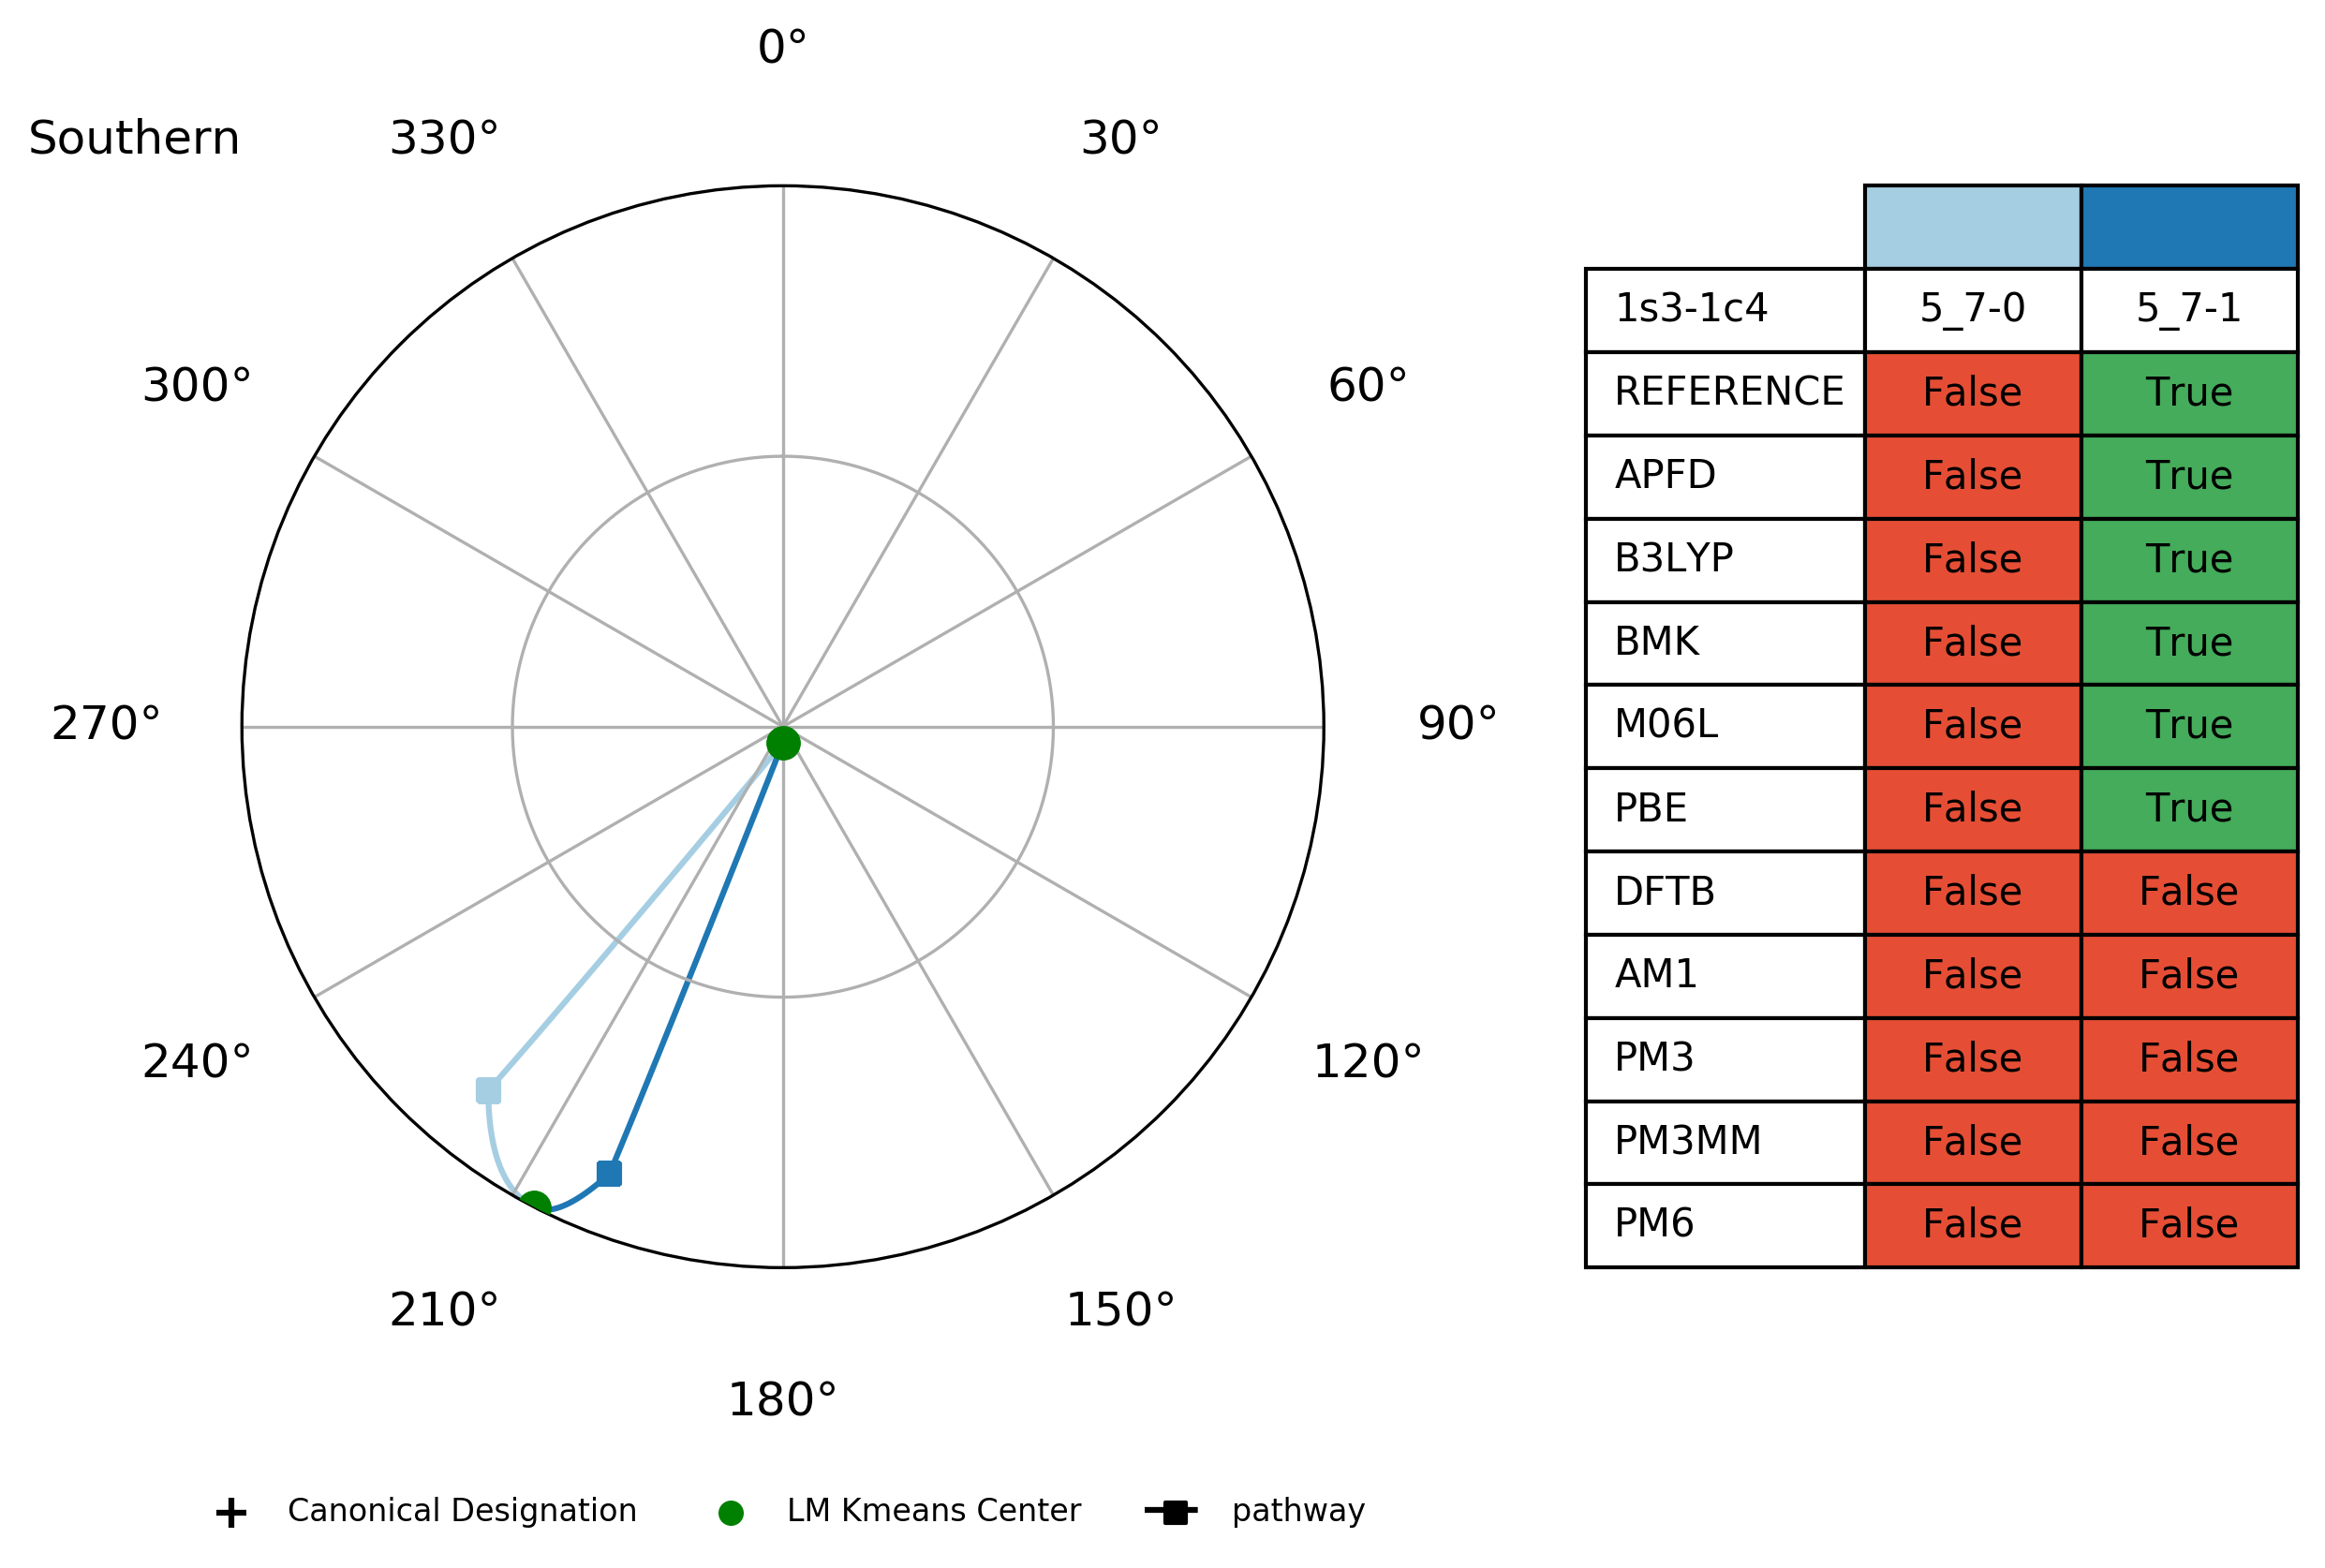 0°
Southern
330°
30°
300°
60°
270°
90°
240°
120°
210°
150°
180°
1s3-1c4 5_7-0 5_7-1
REFERENCE False True
APFD False True
B3LYP False True
BMK False True
M06L False True
PBE False True
DFTB False False
AM1 False False
PM3 False False
PM3MM False False
PM6 False False
Canonical Designation LM Kmeans Center pathway